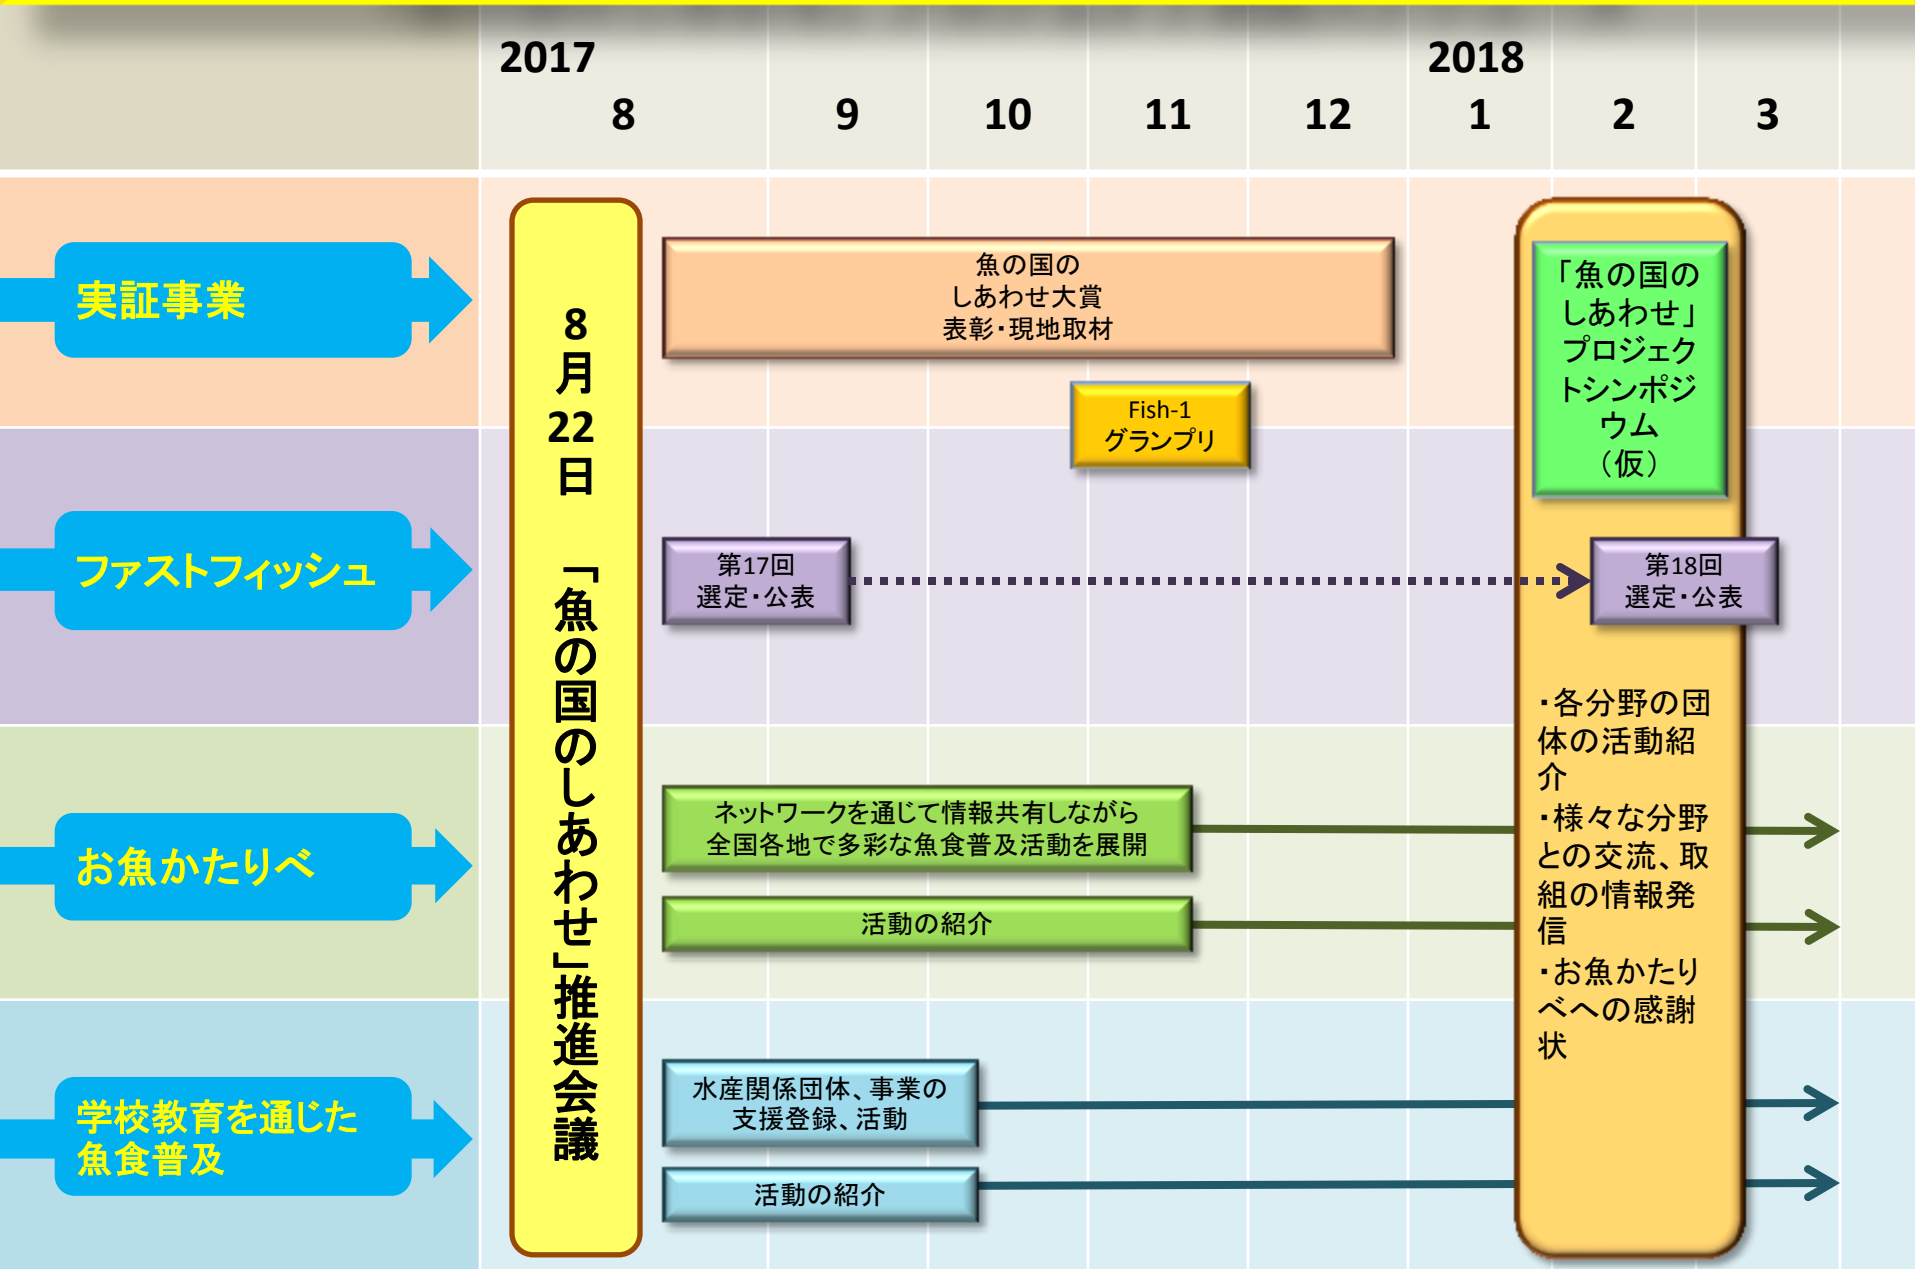 2017
2018
8
9
10
11
12
1
2
3
8月22日 「魚の国のしあわせ」推進会議
実証事業
魚の国の
しあわせ大賞
表彰・現地取材
Fish-1
グランプリ
「魚の国の
しあわせ」
プロジェク
トシンポジ
ウム
（仮）
ファストフィッシュ
第17回
選定・公表
第18回
選定・公表
・各分野の団
体の活動紹
介
・様々な分野
との交流、取
組の情報発
信
・お魚かたり
べへの感謝
状
お魚かたりべ
ネットワークを通じて情報共有しながら
全国各地で多彩な魚食普及活動を展開
活動の紹介
学校教育を通じた
魚食普及
水産関係団体、事業の
支援登録、活動
活動の紹介